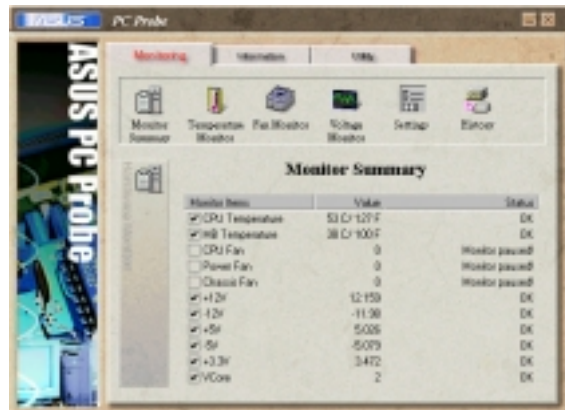 ASUS PC Probe
ASUS PC Probe
Monitoring Information Utility
Monitor Summary
Temperature Monitor
Fan Monitor
Voltage Monitor
Settings
History
Monitor Summary
Monitor Items Value Status
CPU Temperature 53 C/ 127 F OK
MB Temperature 38 C/ 100 F OK
CPU Fan 0 Monitor paused!
Power Fan 0 Monitor paused!
Chassis Fan 0 Monitor paused!
+12V 12.159 OK
-12V -11.98 OK
+5V 5.026 OK
-5V -5.079 OK
+3.3V 3.472 OK
VCore 2 OK